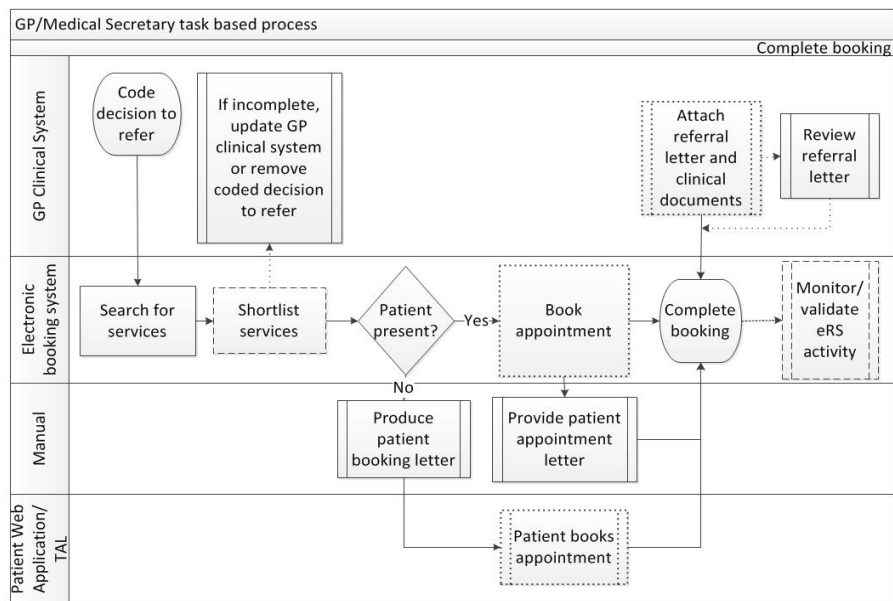 GP/Medical Secretary task based process
Complete booking
GP Clinical System
Code
decision to
refer
If incomplete,
update GP
clinical system
or remove
coded decision
to refer
Attach
referral
letter and
clinical
documents
Review
referral
letter
Electronic
booking system
Search for
services
Shortlist
services
Patient
present?
Yes
No
Book
appointment
Complete
booking
Monitor/
validate
eRS
activity
Manual
Produce
patient
booking letter
Provide patient
appointment
letter
Patient Web
Application/
TAL
Patient books
appointment